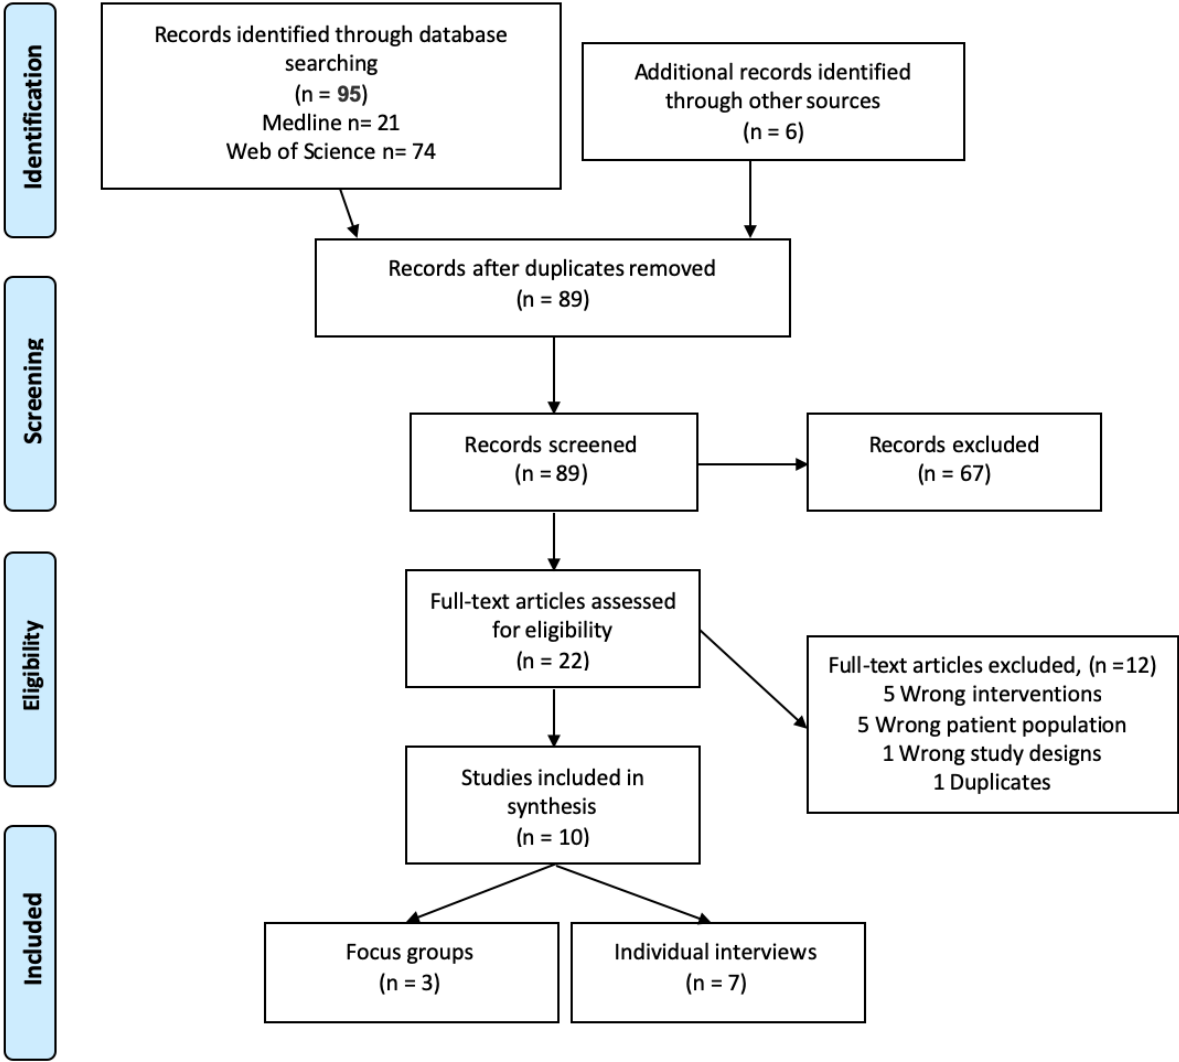 Identification
Records identified through database
searching
(n = 95)
Medline n= 21
Web of Science n= 74
Additional records identified
through other sources
(n = 6)
Records after duplicates removed
(n = 89)
Screening
Records screened
(n = 89)
Records excluded
(n = 67)
Eligibility
Full-text articles assessed
for eligibility
(n = 22)
Full-text articles excluded, (n =12)
5 Wrong interventions
5 Wrong patient population
1 Wrong study designs
1 Duplicates
Studies included in
synthesis
(n = 10)
Included
Focus groups
(n = 3)
Individual interviews
(n = 7)